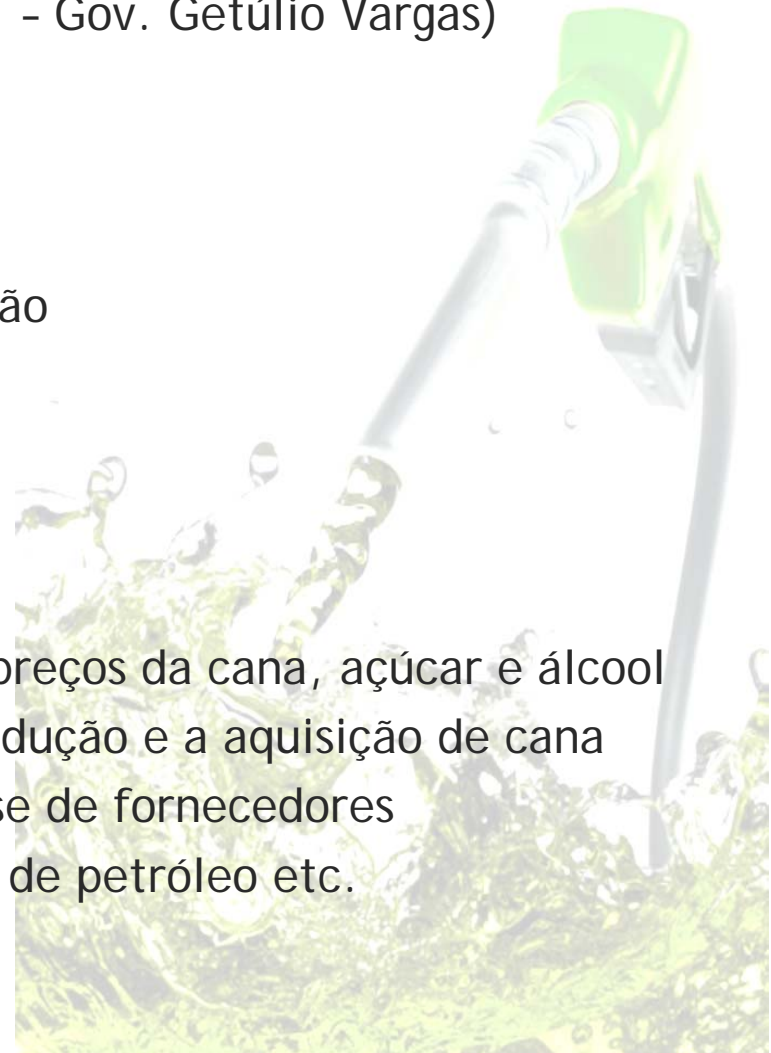 – Gov. Getúlio Vargas)
ão
preços da cana, açúcar e álcool
dução e a aquisição de cana
se de fornecedores
de petróleo etc.